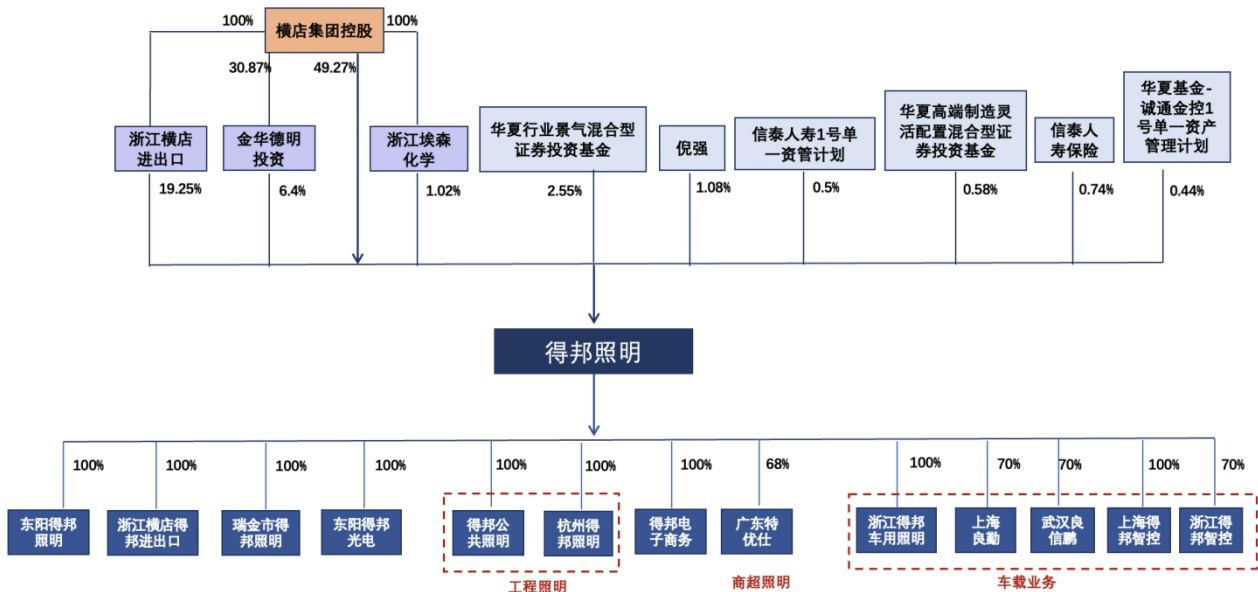 100%
横店集团控股
100%
30.87%
49.27%
浙江横店
进出口
金华德明
投资
浙江埃森
化学
华夏行业景气混合型
证券投资基金
倪强
信泰人寿1号单
一资管计划
华夏高端制造灵
活配置混合型证
券投资基金
信泰人
寿保险
华夏基金-
诚通金控1
号单一资产
管理计划
19.25%
6.4%
1.02%
2.55%
1.08%
0.5%
0.58%
0.74%
0.44%
得邦照明
100%
100%
100%
100%
100%
100%
100%
68%
100%
70%
70%
100%
70%
东阳得邦
照明
浙江横店得
邦进出口
瑞金市得
邦照明
东阳得邦
光电
得邦公
共照明
杭州得
邦照明
得邦电
子商务
广东特
优仕
浙江得邦
车用照明
上海
良勤
武汉良
信鹏
上海得
邦智控
浙江得
邦智控
工程照明
商超照明
车载业务